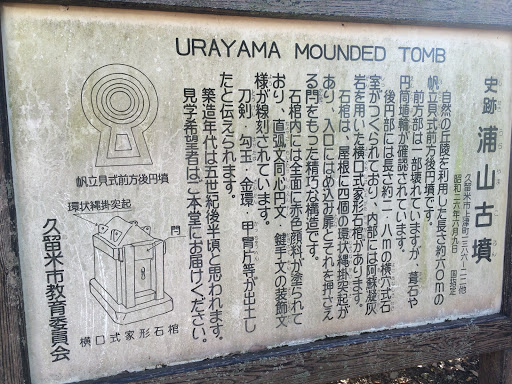 URAYAMA MOUNDED TOMB
史跡 浦山古墳
久留米市上津町一三八六-二二他
昭和二六年六月九日 国指定
自然の丘陵を利用した長さ約六〇mの
帆立貝式前方後円墳です。
前方部は一部壊れていますが、葺石や
円筒埴輪が確認されています。
後円部には長さ約二・八mの横穴式石
室がつくられており、内部には阿蘇凝灰
岩を用いた横口式家形石棺があります。
石棺は、屋根に四個の環状縄掛突起が
あり、入口にはめ込み扉とそれを押さえ
る閂をもった精巧な構造です。
石棺内には全面に赤色顔料が塗られて
おり、直弧文・同心円文・鍵手文の装飾文
様が線刻されています。
刀剣・勾玉・金環・甲冑片等が出土し
たと伝えられます。
築造年代は五世紀後半頃と思われます。
見学希望者はご本堂にお届けください。
帆立貝式前方後円墳
環状縄掛突起
閂
横口式家形石棺
久留米市教育委員会